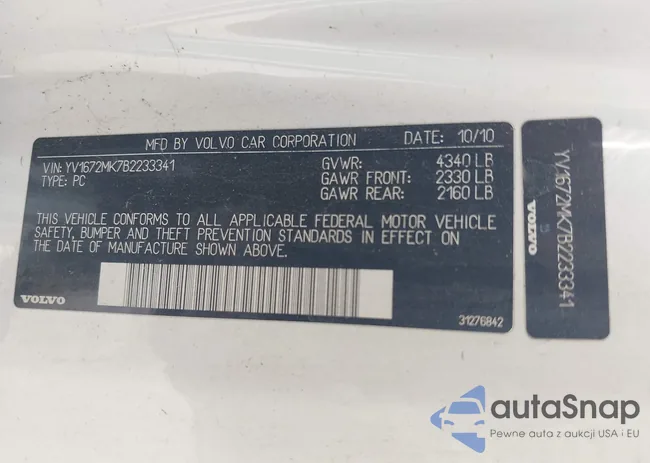 MFD BY VOLVO CAR CORPORATION DATE: 10/10
VIN: YV1672MK7B2233341 GVWR: 4340 LB
TYPE: PC GAWR FRONT: 2330 LB
GAWR REAR: 2160 LB
THIS VEHICLE CONFORMS TO ALL APPLICABLE FEDERAL MOTOR VEHICLE
SAFETY, BUMPER AND THEFT PREVENTION STANDARDS IN EFFECT ON
THE DATE OF MANUFACTURE SHOWN ABOVE.
VOLVO
31276842
YV1672MK7B2233341
VOLVO
autaSnap
Pewne auta z aukcji USA i EU